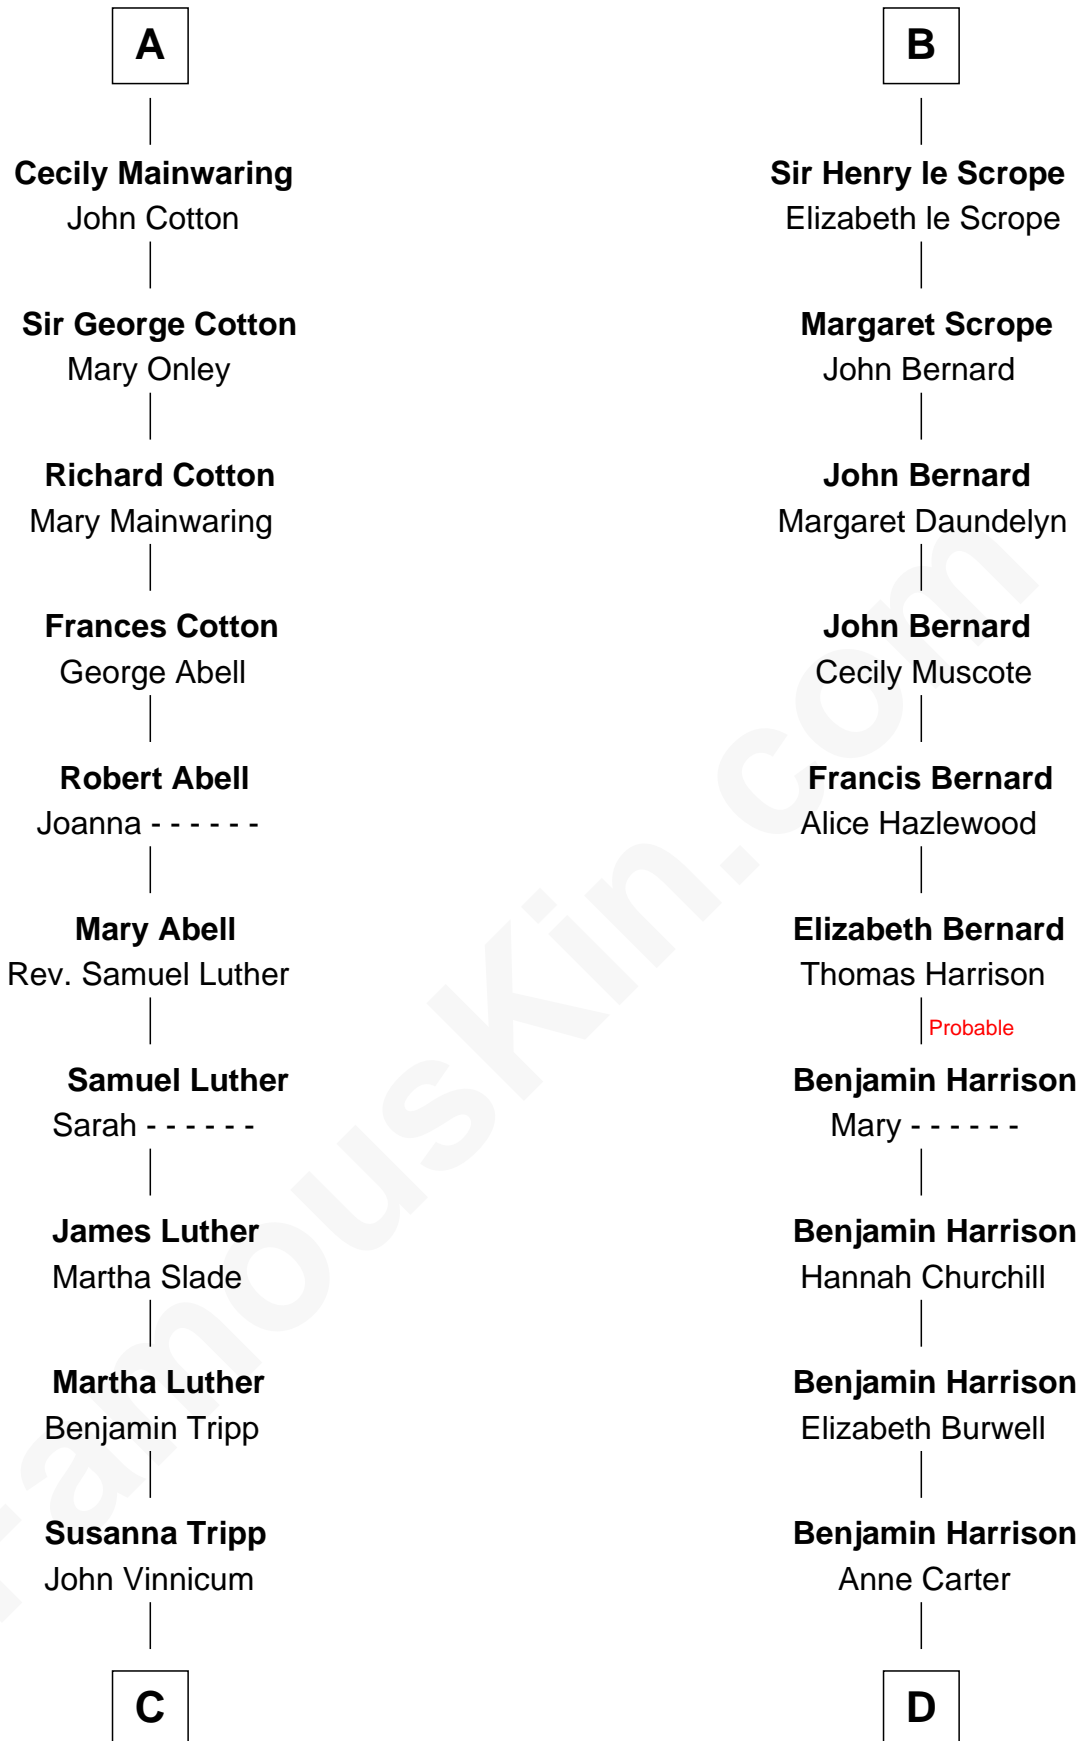 A
Cecily Mainwaring
John Cotton
Sir George Cotton
Mary Onley
Richard Cotton
Mary Mainwaring
Frances Cotton
George Abell
Robert Abell
Joanna - - - - - -
Mary Abell
Rev. Samuel Luther
Samuel Luther
Sarah - - - - - -
James Luther
Martha Slade
Martha Luther
Benjamin Tripp
Susanna Tripp
John Vinnicum
C
B
Sir Henry le Scrope
Elizabeth le Scrope
Margaret Scrope
John Bernard
John Bernard
Margaret Daundelyn
John Bernard
Cecily Muscote
Francis Bernard
Alice Hazlewood
Elizabeth Bernard
Thomas Harrison
Probable
Benjamin Harrison
Mary - - - - - -
Benjamin Harrison
Hannah Churchill
Benjamin Harrison
Elizabeth Burwell
Benjamin Harrison
Anne Carter
D
FamousKin.com